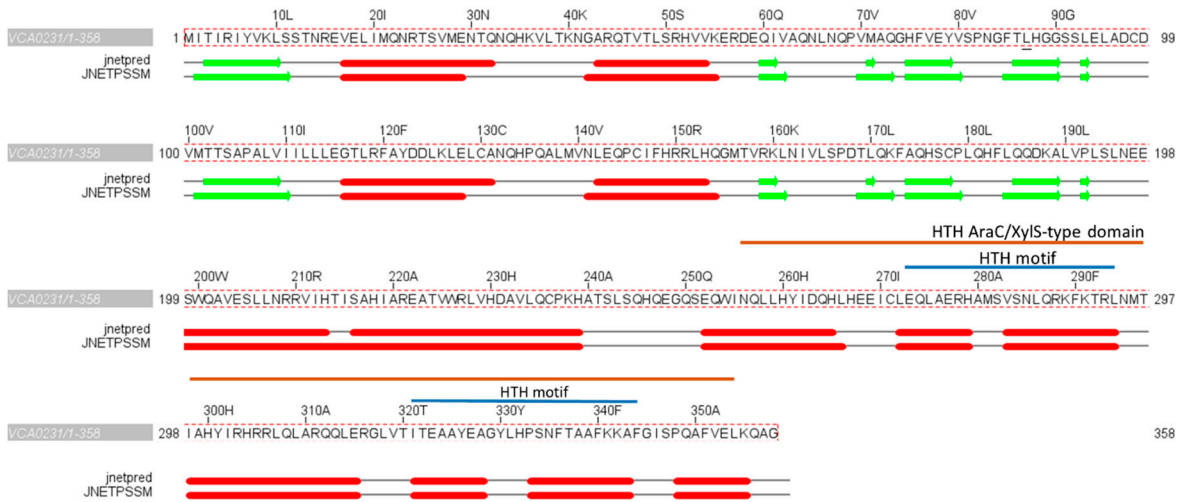 10L 20I 30N 40K 50S 60Q 70V 80V 90G
VCA0231/1-358 1 MITIRIYVKLSSTNREVELIMQNRTSVMENTQNQHKVLTKNGARQTVTLSRHVVKERDEQIVAQNLNQPVMAQGHFVEYVSPNGFTLHGGSSLELADCD 99
jnetpred
JNETPSSM
100V 110I 120F 130C 140V 150R 160K 170L 180L 190L
VCA0231/1-358 100 VMTTSAPALVIILLLEGTLRFAYDDLKLELCANQHPQALMVNLEQPCIFHRRLHQGMTVRKLNIVLSPDTLQKFAQHSCPLQHFLQQDKALVPLSLNEE 198
jnetpred
JNETPSSM
HTH AraC/XylS-type domain
HTH motif
200W 210R 220A 230H 240A 250Q 260H 270I 280A 290F
VCA0231/1-358 199 SWQAVESLLNRRVIHTISAHIAREATVWRLVHDAVLQCPKHATSLSQHQEGQSEQWINQLLHYIDQHLHEEICLEQLAERHAMSVSNLQRKFKTRLNMT 297
jnetpred
JNETPSSM
HTH motif
300H 310A 320T 330Y 340F 350A
VCA0231/1-358 298 IAHYIRHRRLQLARQQLERGLVTITEAAYEAGYLHPSNFTAAFKKAFGISPQAFVELKQAG 358
jnetpred
JNETPSSM